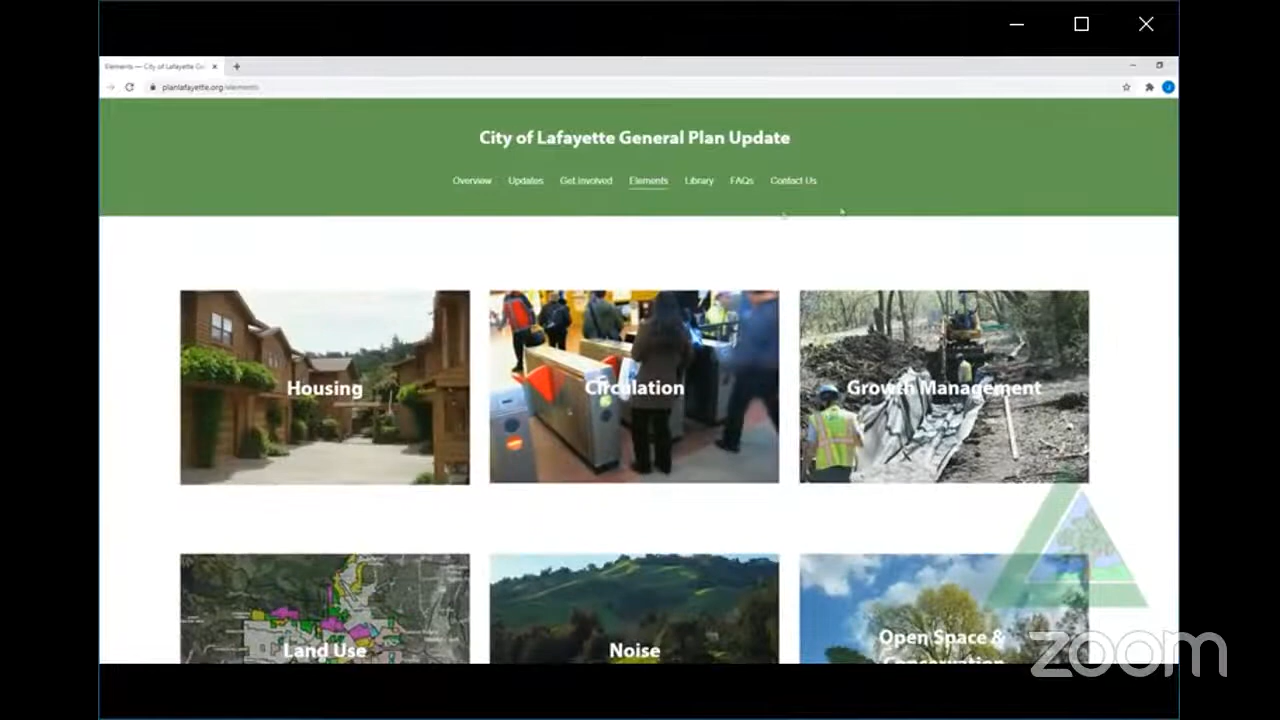 Elements — City of Lafayette Ge
planlafayette.org/elements
City of Lafayette General Plan Update
Overview Updates Get Involved Elements Library FAQs Contact Us
Housing
Circulation
Growth Management
Land Use
Noise
Open Space &
Conservation
zoom